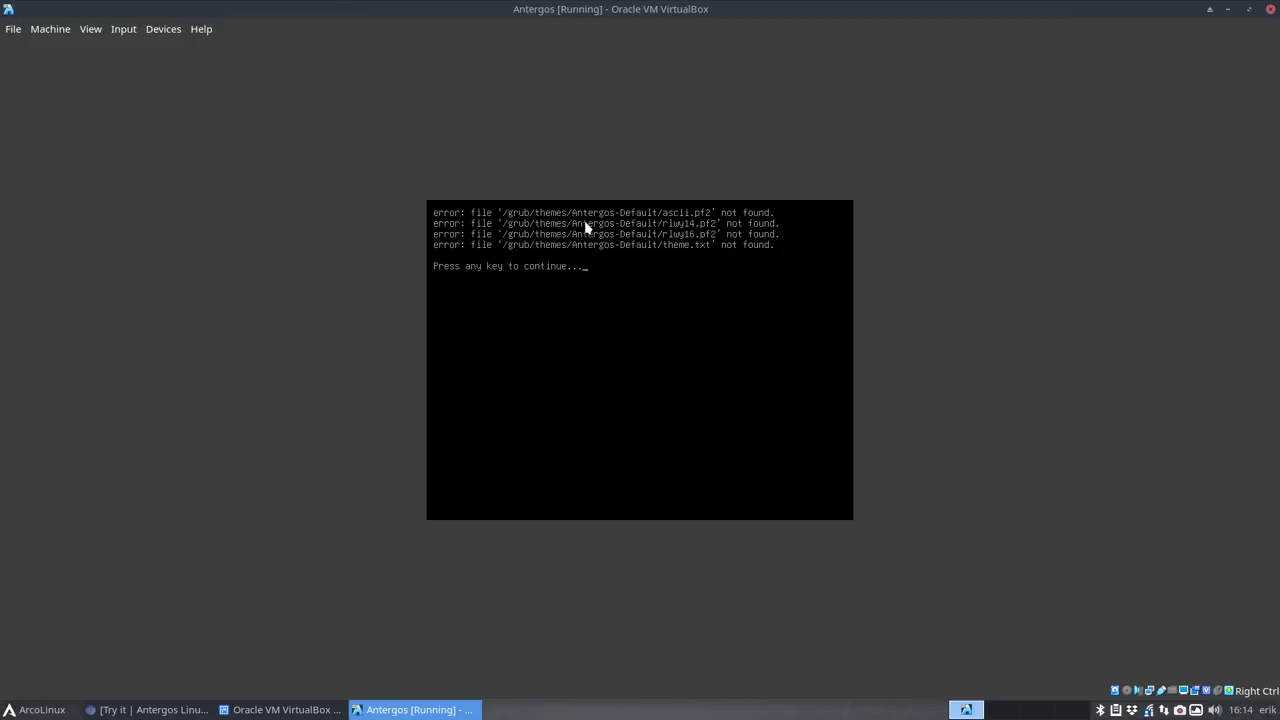 Antergos [Running] - Oracle VM VirtualBox
File Machine View Input Devices Help
error: file '/grub/themes/Antergos-Default/ascii.pf2' not found.
error: file '/grub/themes/Antergos-Default/rlwy14.pf2' not found.
error: file '/grub/themes/Antergos-Default/rlwy16.pf2' not found.
error: file '/grub/themes/Antergos-Default/theme.txt' not found.
Press any key to continue..._
Right Ctrl
ArcoLinux [Try it | Antergos Linu... Oracle VM VirtualBox ... Antergos [Running] - ... 16:14 erik